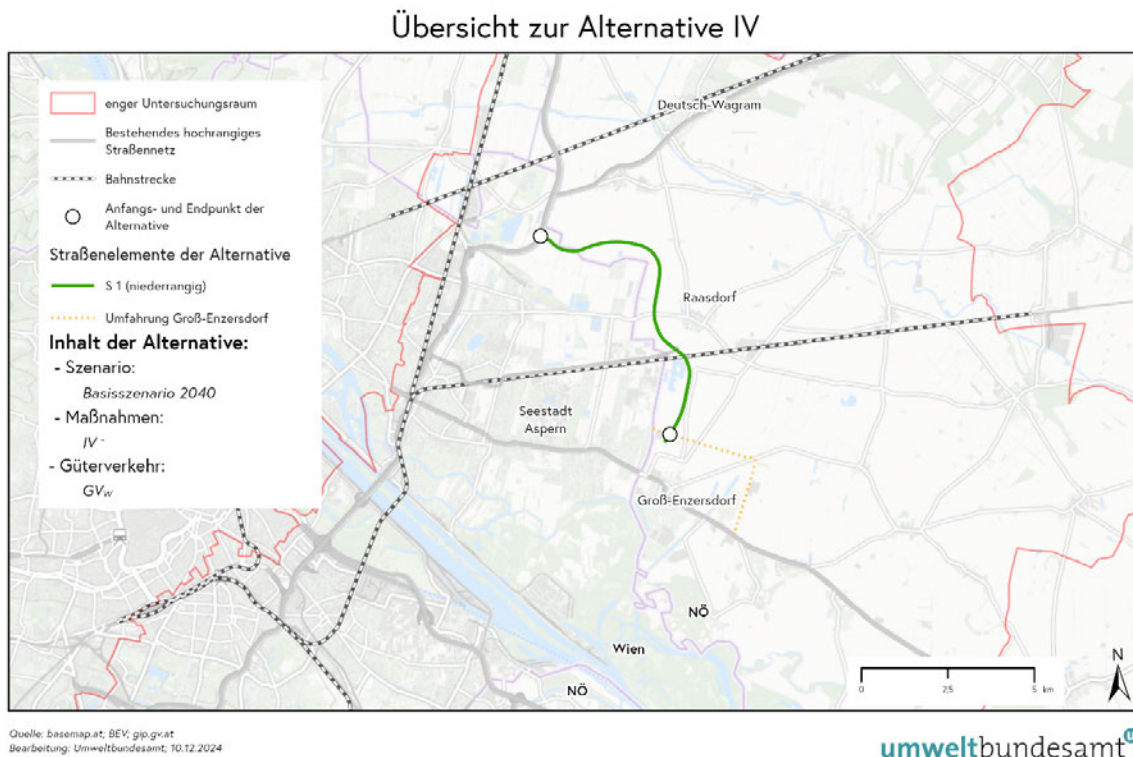 Übersicht zur Alternative IV
enger Untersuchungsraum
Bestehendes hochrangiges
Straßennetz
Bahnstrecke
Anfangs- und Endpunkt der
Alternative
Straßenelemente der Alternative
S 1 (niederrangig)
Umfahrung Groß-Enzersdorf
Inhalt der Alternative:
- Szenario:
Basisszenario 2040
- Maßnahmen:
IV -
- Güterverkehr:
GVw
Deutsch-Wagram
Raasdorf
Seestadt
Aspern
Groß-Enzersdorf
NÖ
Wien
NÖ
N
0 2,5 5 km
Quelle: basemap.at; BEV; gip.gv.at
Bearbeitung: Umweltbundesamt; 10.12.2024
umweltbundesamt